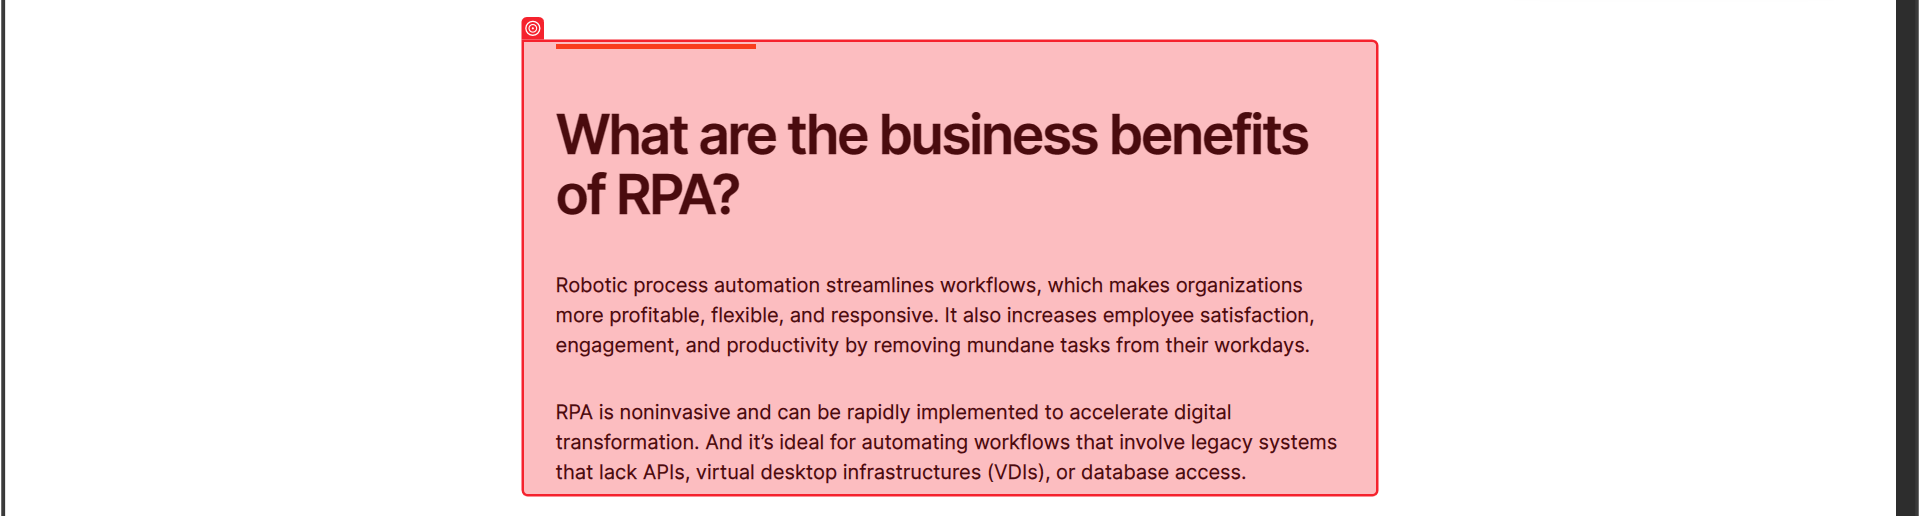 What are the business benefits
of RPA?
Robotic process automation streamlines workflows, which makes organizations
more profitable, flexible, and responsive. It also increases employee satisfaction,
engagement, and productivity by removing mundane tasks from their workdays.
RPA is noninvasive and can be rapidly implemented to accelerate digital
transformation. And it’s ideal for automating workflows that involve legacy systems
that lack APIs, virtual desktop infrastructures (VDIs), or database access.